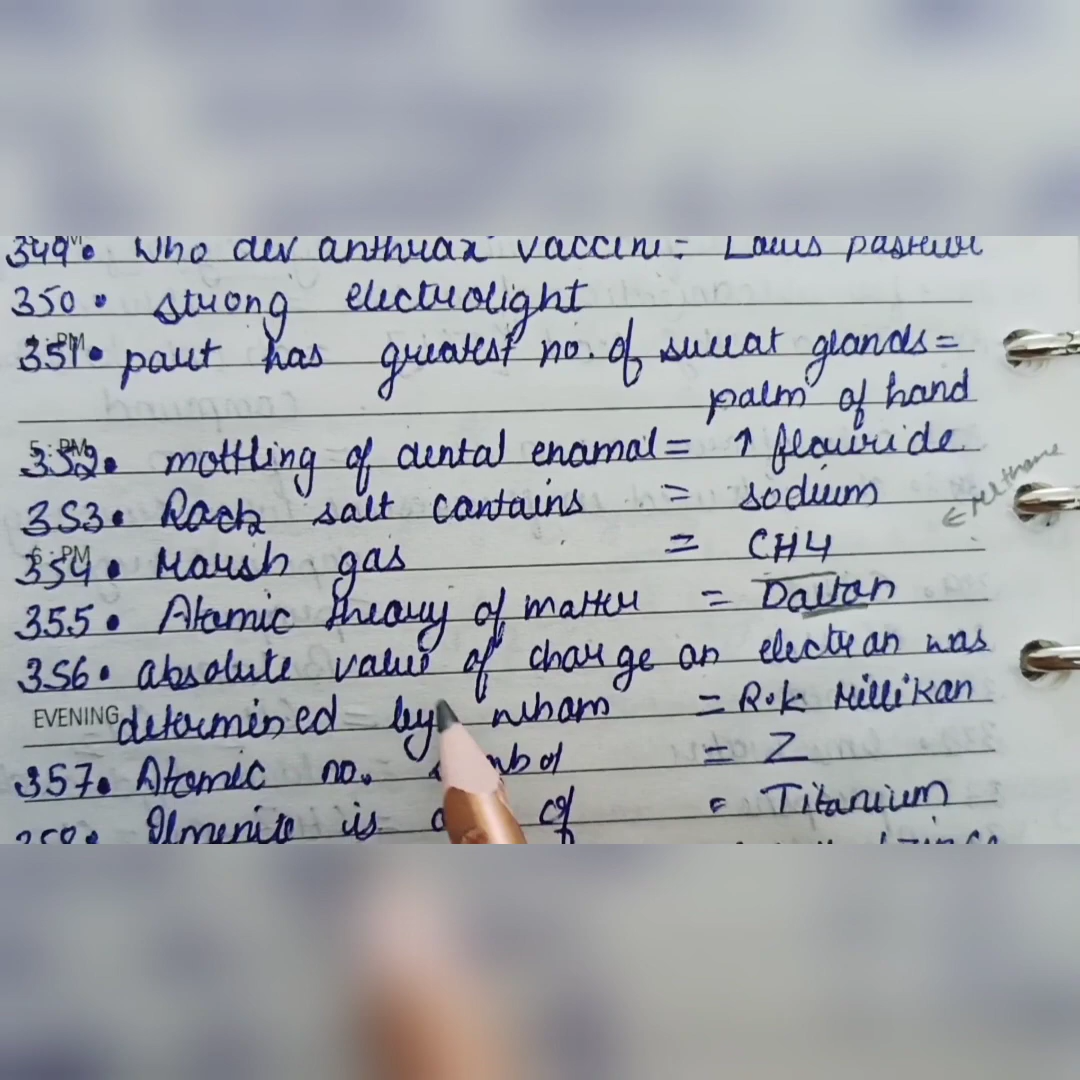 349. Who dev anthrax vaccine = Louis pasteur
350. strong electrolight
351. part has greatest no. of sweat glands =
palm of hand
352. mottling of dental enamal = ↑ flouride
353. Rock salt contains = sodium
← Methane
354. Marsh gas = CH4
355. Atomic theory of matter = Dalton
356. absolute value of charge on electron was
EVENING determined by whom = R.k Millikan
357. Atomic no. = Z
Ilmenite is of = Titanium